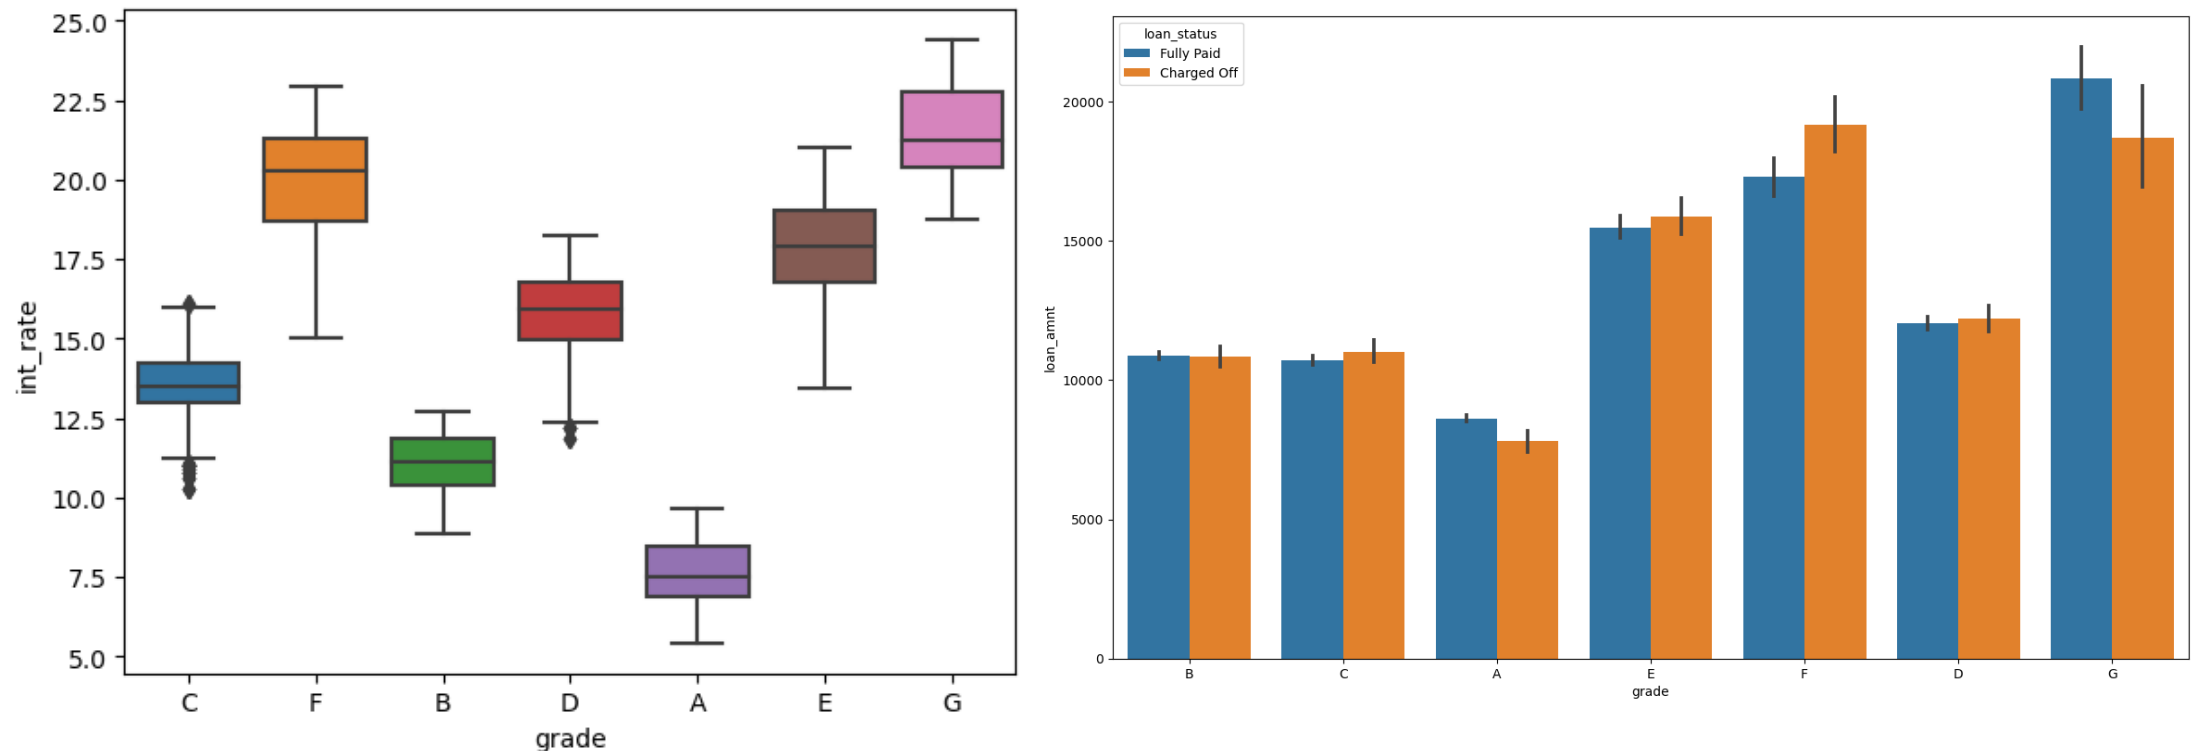 25.0
22.5
20.0
17.5
15.0
12.5
10.0
7.5
5.0
int_rate
C F B D A E G
grade
loan_status
Fully Paid
Charged Off
20000
15000
10000
5000
0
loan_amnt
B C A E F D G
grade